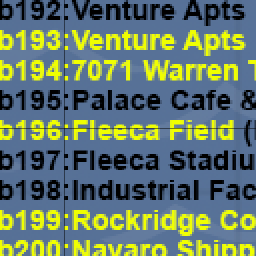 b192:Venture Apts
b193:Venture Apts
b194:7071 Warren
b195:Palace Cafe &
b196:Fleeca Field (
b197:Fleeca Stadiu
b198:Industrial Fac
b199:Rockridge Co
b200:Navaro Shipp